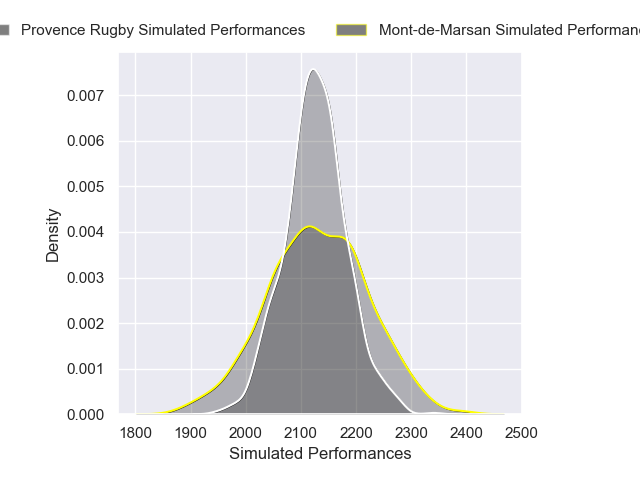 Provence Rugby Simulated Performances
Mont-de-Marsan Simulated
0.007
0.006
0.005
0.004
0.003
0.002
0.001
0.000
Density
1800 1900 2000 2100 2200 2300 2400 2500
Simulated Performances